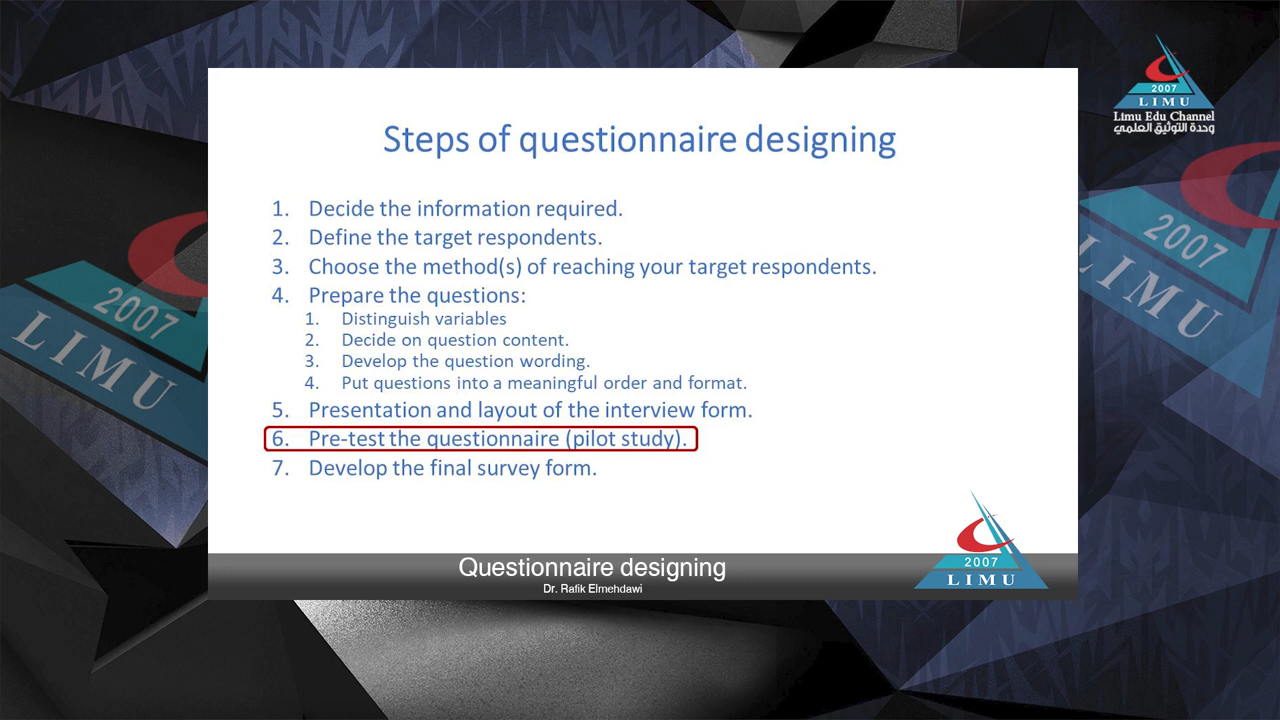 2007
LIMU
Limu Edu Channel
وحدة التوثيق العلمي
Steps of questionnaire designing
1. Decide the information required.
2. Define the target respondents.
3. Choose the method(s) of reaching your target respondents.
4. Prepare the questions:
1. Distinguish variables
2. Decide on question content.
3. Develop the question wording.
4. Put questions into a meaningful order and format.
5. Presentation and layout of the interview form.
6. Pre-test the questionnaire (pilot study).
7. Develop the final survey form.
2007
LIMU
2007
LIMU
Questionnaire designing
Dr. Rafik Elmehdawi
2007
LIMU